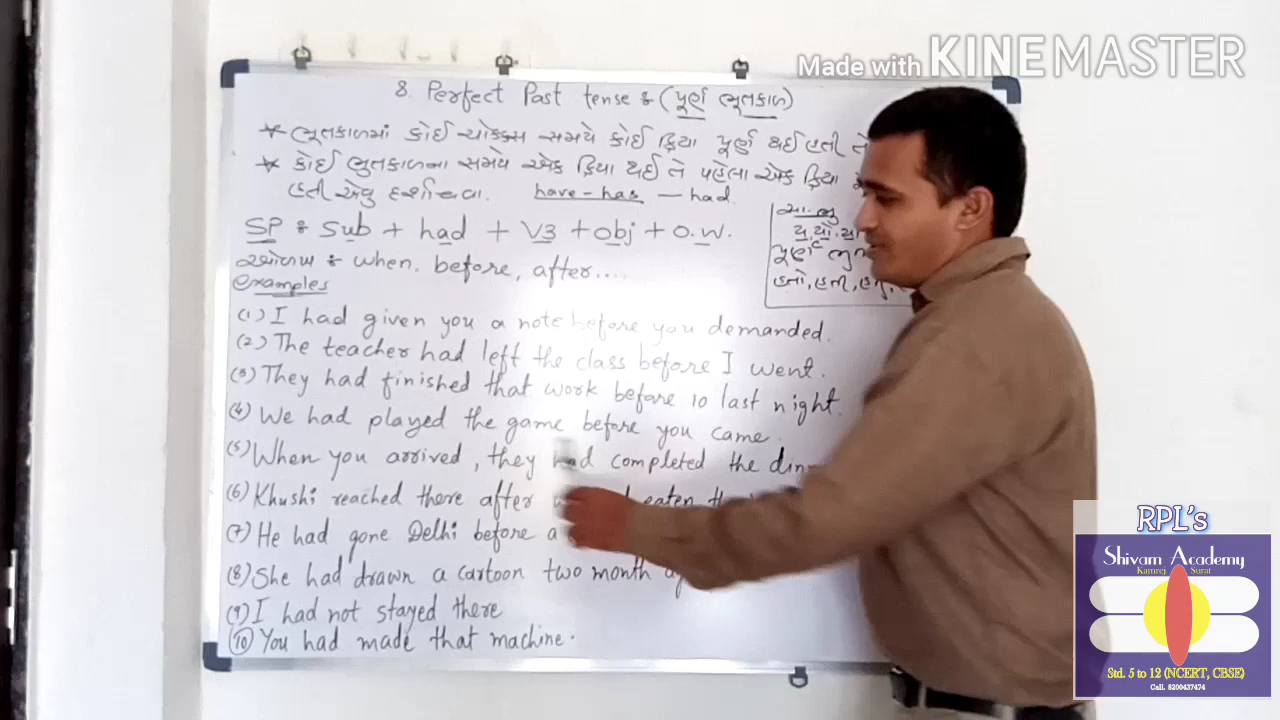 Made with KINEMASTER
8. Perfect Past tense : (પૂર્ણ ભૂતકાળ)
* ભૂતકાળમાં કોઈ ચોક્કસ સમયે કોઈ ક્રિયા પૂર્ણ થઈ હતી તે
* કોઈ ભૂતકાળના સમયે એક ક્રિયા થઈ તે પહેલા એક ક્રિયા
હતી એવુ દર્શાવવા. have - has — had.
સા.ભુ
ય, યો. યા
પૂર્ણ ભુ
હતો, હતી, હતુ,
SP : Sub + had + V3 + obj + O.W.
ઓળખ : when. before, after....
examples
(1) I had given you a note before you demanded.
(2) The teacher had left the class before I went.
(3) They had finished that work before 10 last night.
(4) We had played the game before you came.
(5) When you arrived, they had completed the
(6) Khushi reached there after eaten
(7) He had gone Delhi before a
(8) She had drawn a cartoon two month
(9) I had not stayed there
(10) You had made that machine.
RPL's
Shivam Academy
Kamrej Surat
Std. 5 to 12 (NCERT, CBSE)
Call. 8200437474